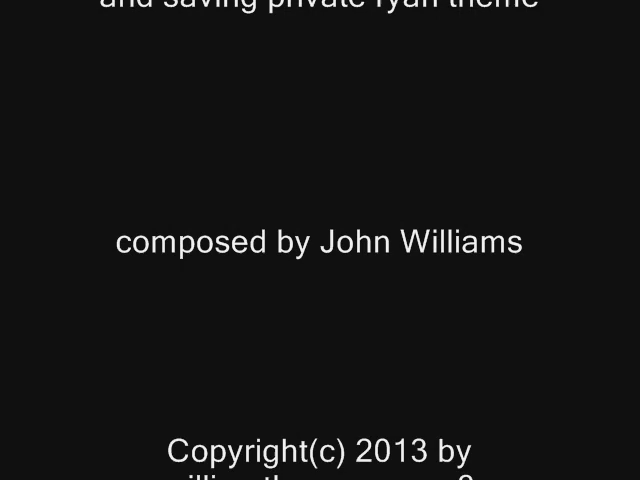 and saving private ryan theme
composed by John Williams
Copyright(c) 2013 by